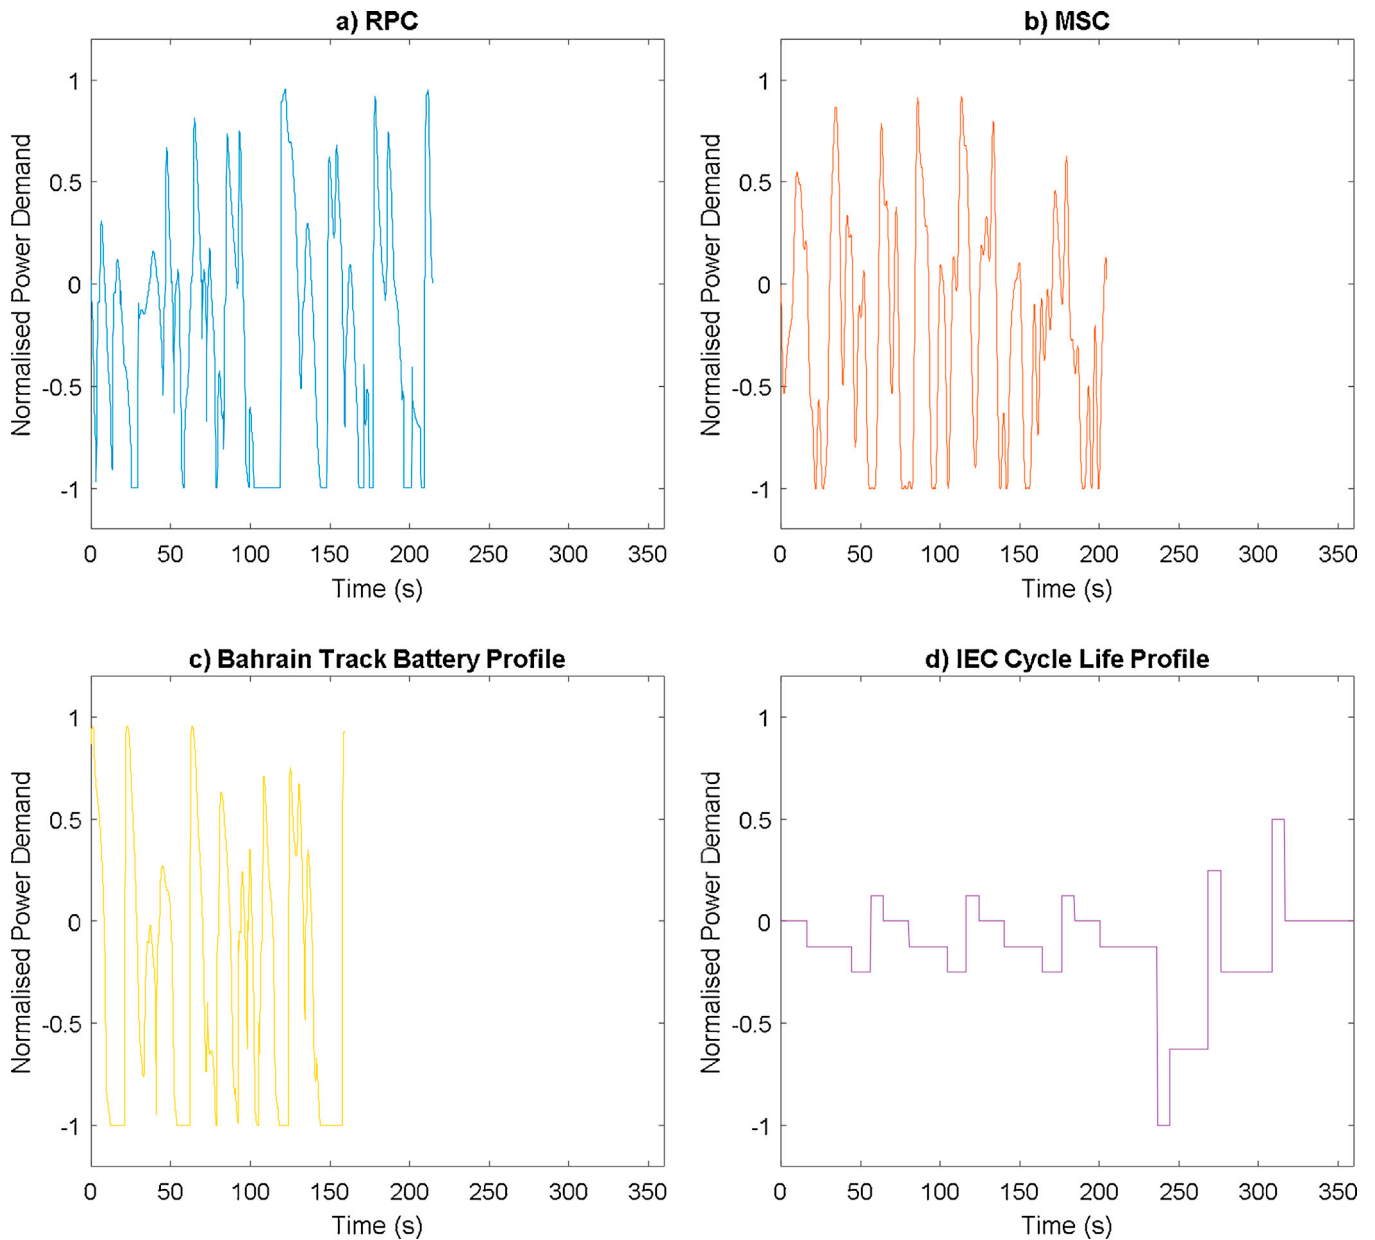 a) RPC
Normalised Power Demand
1
0.5
0
-0.5
-1
0 50 100 150 200 250 300 350
Time (s)
b) MSC
Normalised Power Demand
1
0.5
0
-0.5
-1
0 50 100 150 200 250 300 350
Time (s)
c) Bahrain Track Battery Profile
Normalised Power Demand
1
0.5
0
-0.5
-1
0 50 100 150 200 250 300 350
Time (s)
d) IEC Cycle Life Profile
Normalised Power Demand
1
0.5
0
-0.5
-1
0 50 100 150 200 250 300 350
Time (s)